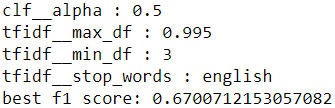 clf__alpha : 0.5
tfidf__max_df : 0.995
tfidf__min_df : 3
tfidf__stop_words : english
best f1 score: 0.6700712153057082